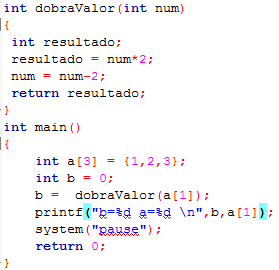 int dobraValor(int num)
{
int resultado;
resultado = num*2;
num = num-2;
return resultado;
}
int main()
{
int a[3] = {1,2,3};
int b = 0;
b =  dobraValor(a[1]);
printf("b=%d a=%d \n",b,a[1]);
system("pause");
return 0;
}